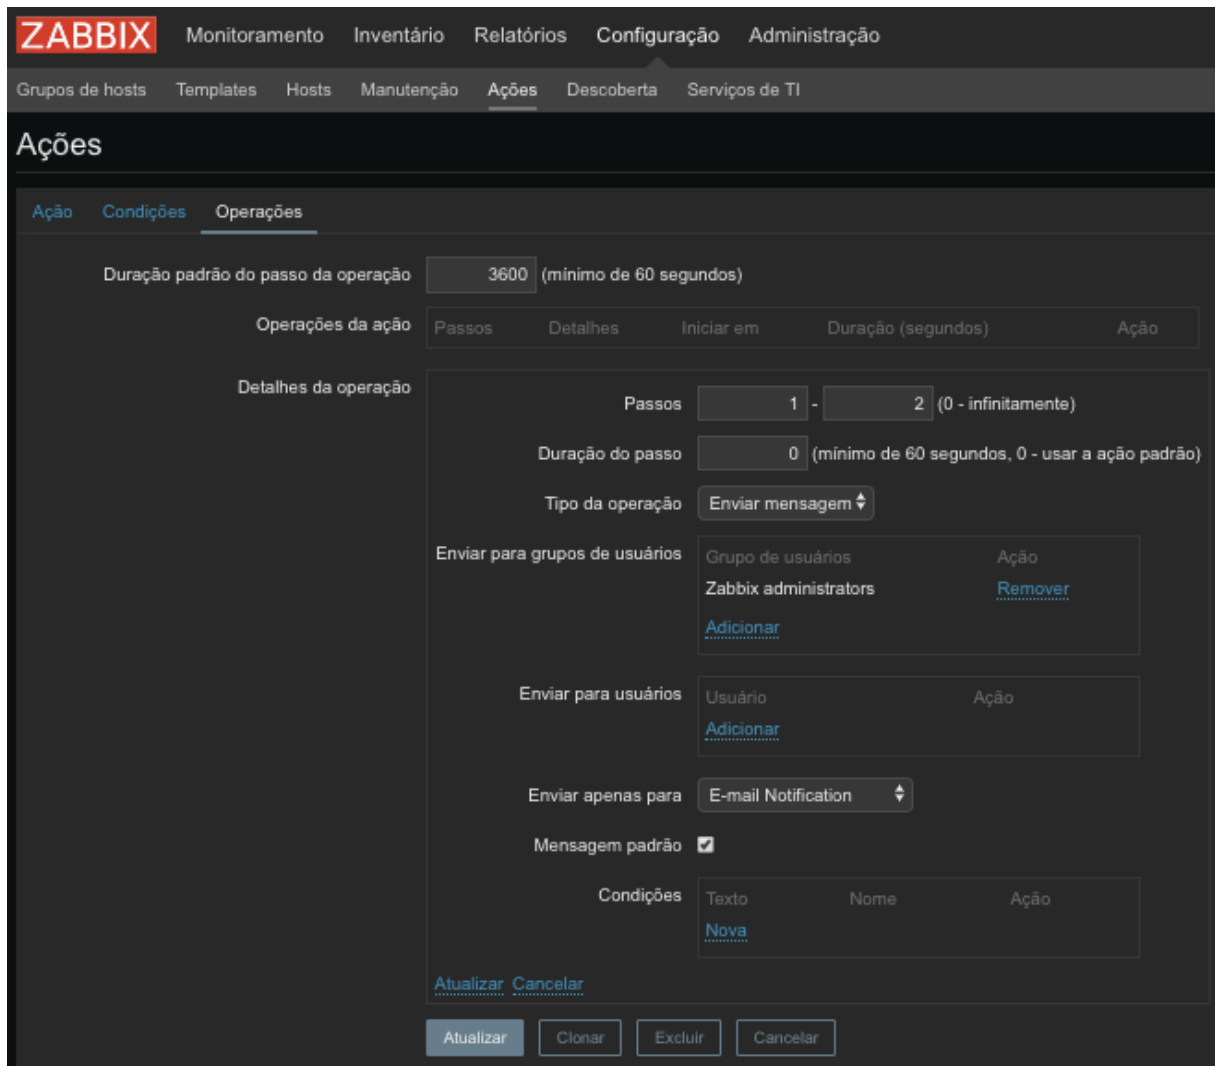 ZABBIX Monitoramento Inventário Relatórios Configuração Administração
Grupos de hosts Templates Hosts Manutenção Ações Descoberta Serviços de TI
Ações
Ação Condições Operações
Duração padrão do passo da operação 3600 (mínimo de 60 segundos)
Operações da ação Passos Detalhes Iniciar em Duração (segundos) Ação
Detalhes da operação
Passos 1 - 2 (0 - infinitamente)
Duração do passo 0 (mínimo de 60 segundos, 0 - usar a ação padrão)
Tipo da operação Enviar mensagem
Enviar para grupos de usuários Grupo de usuários Ação
Zabbix administrators Remover
Adicionar
Enviar para usuários Usuário Ação
Adicionar
Enviar apenas para E-mail Notification
Mensagem padrão
Condições Texto Nome Ação
Nova
Atualizar Cancelar
Atualizar Clonar Excluir Cancelar